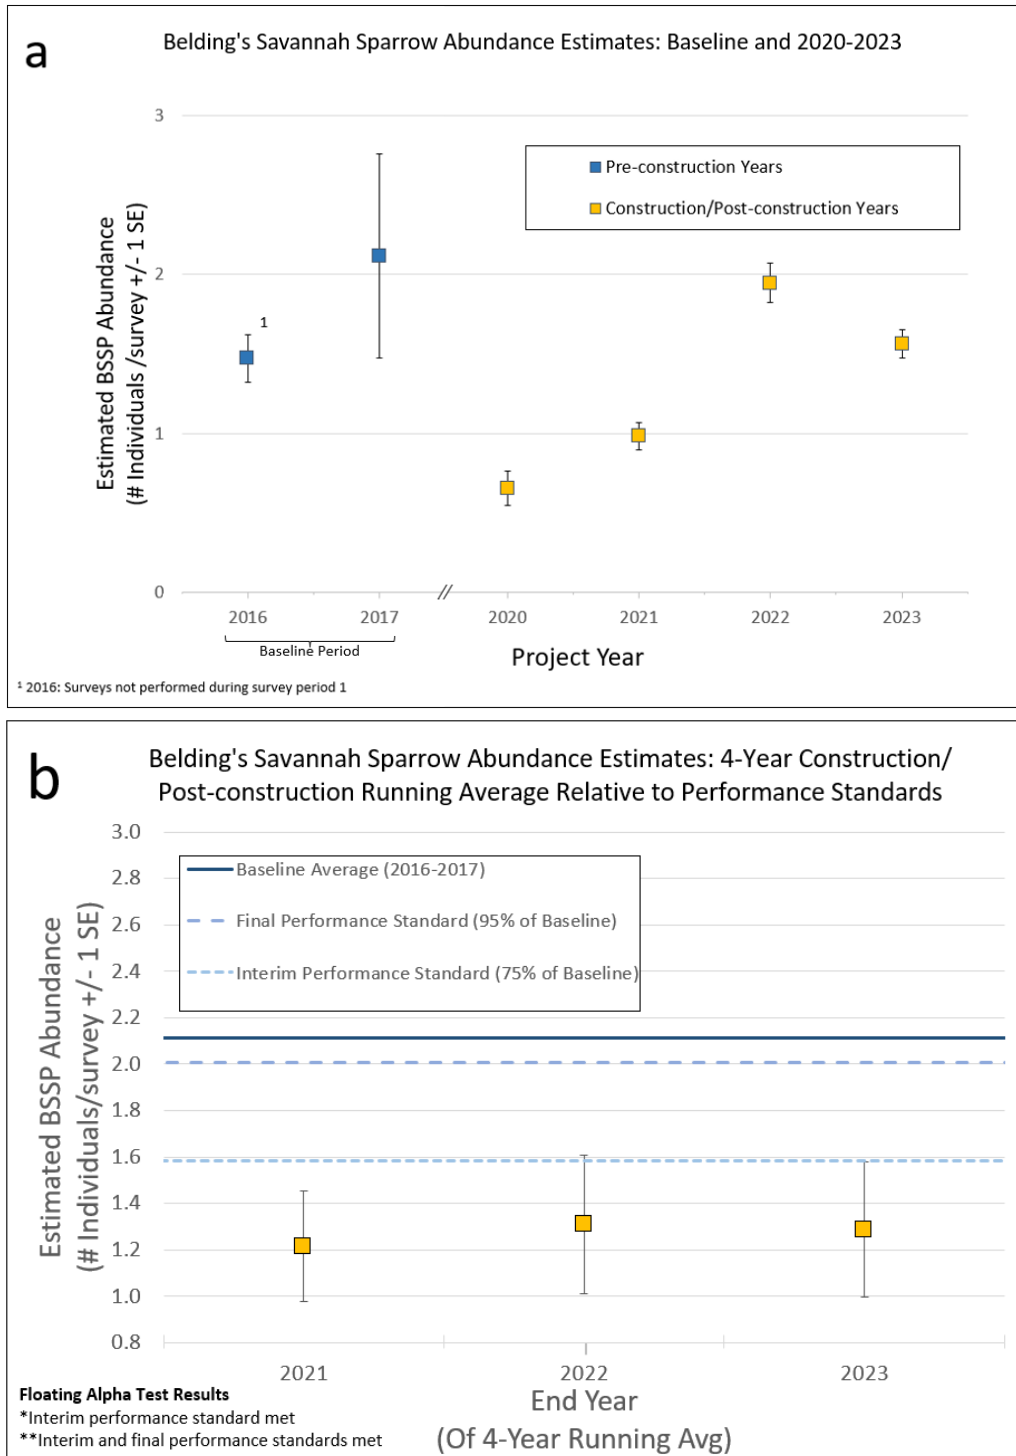 a
Belding's Savannah Sparrow Abundance Estimates: Baseline and 2020-2023
Estimated BSSP Abundance
(# Individuals /survey +/- 1 SE)
3
2
1
0
Pre-construction Years
Construction/Post-construction Years
1
2016
2017
2020
2021
2022
2023
Baseline Period
Project Year
1 2016: Surveys not performed during survey period 1
b
Belding's Savannah Sparrow Abundance Estimates: 4-Year Construction/
Post-construction Running Average Relative to Performance Standards
Estimated BSSP Abundance
(# Individuals/survey +/- 1 SE)
3.0
2.8
2.6
2.4
2.2
2.0
1.8
1.6
1.4
1.2
1.0
0.8
Baseline Average (2016-2017)
Final Performance Standard (95% of Baseline)
Interim Performance Standard (75% of Baseline)
2021
2022
2023
End Year
(Of 4-Year Running Avg)
Floating Alpha Test Results
*Interim performance standard met
**Interim and final performance standards met